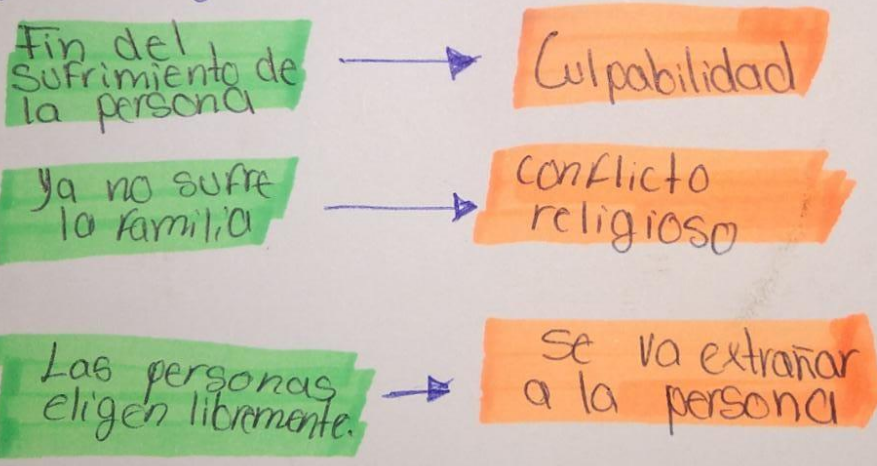 Fin del
sufrimiento de
la persona
Culpabilidad
ya no sufre
la familia
conflicto
religioso
Las personas
eligen libremente.
se va extrañar
a la persona